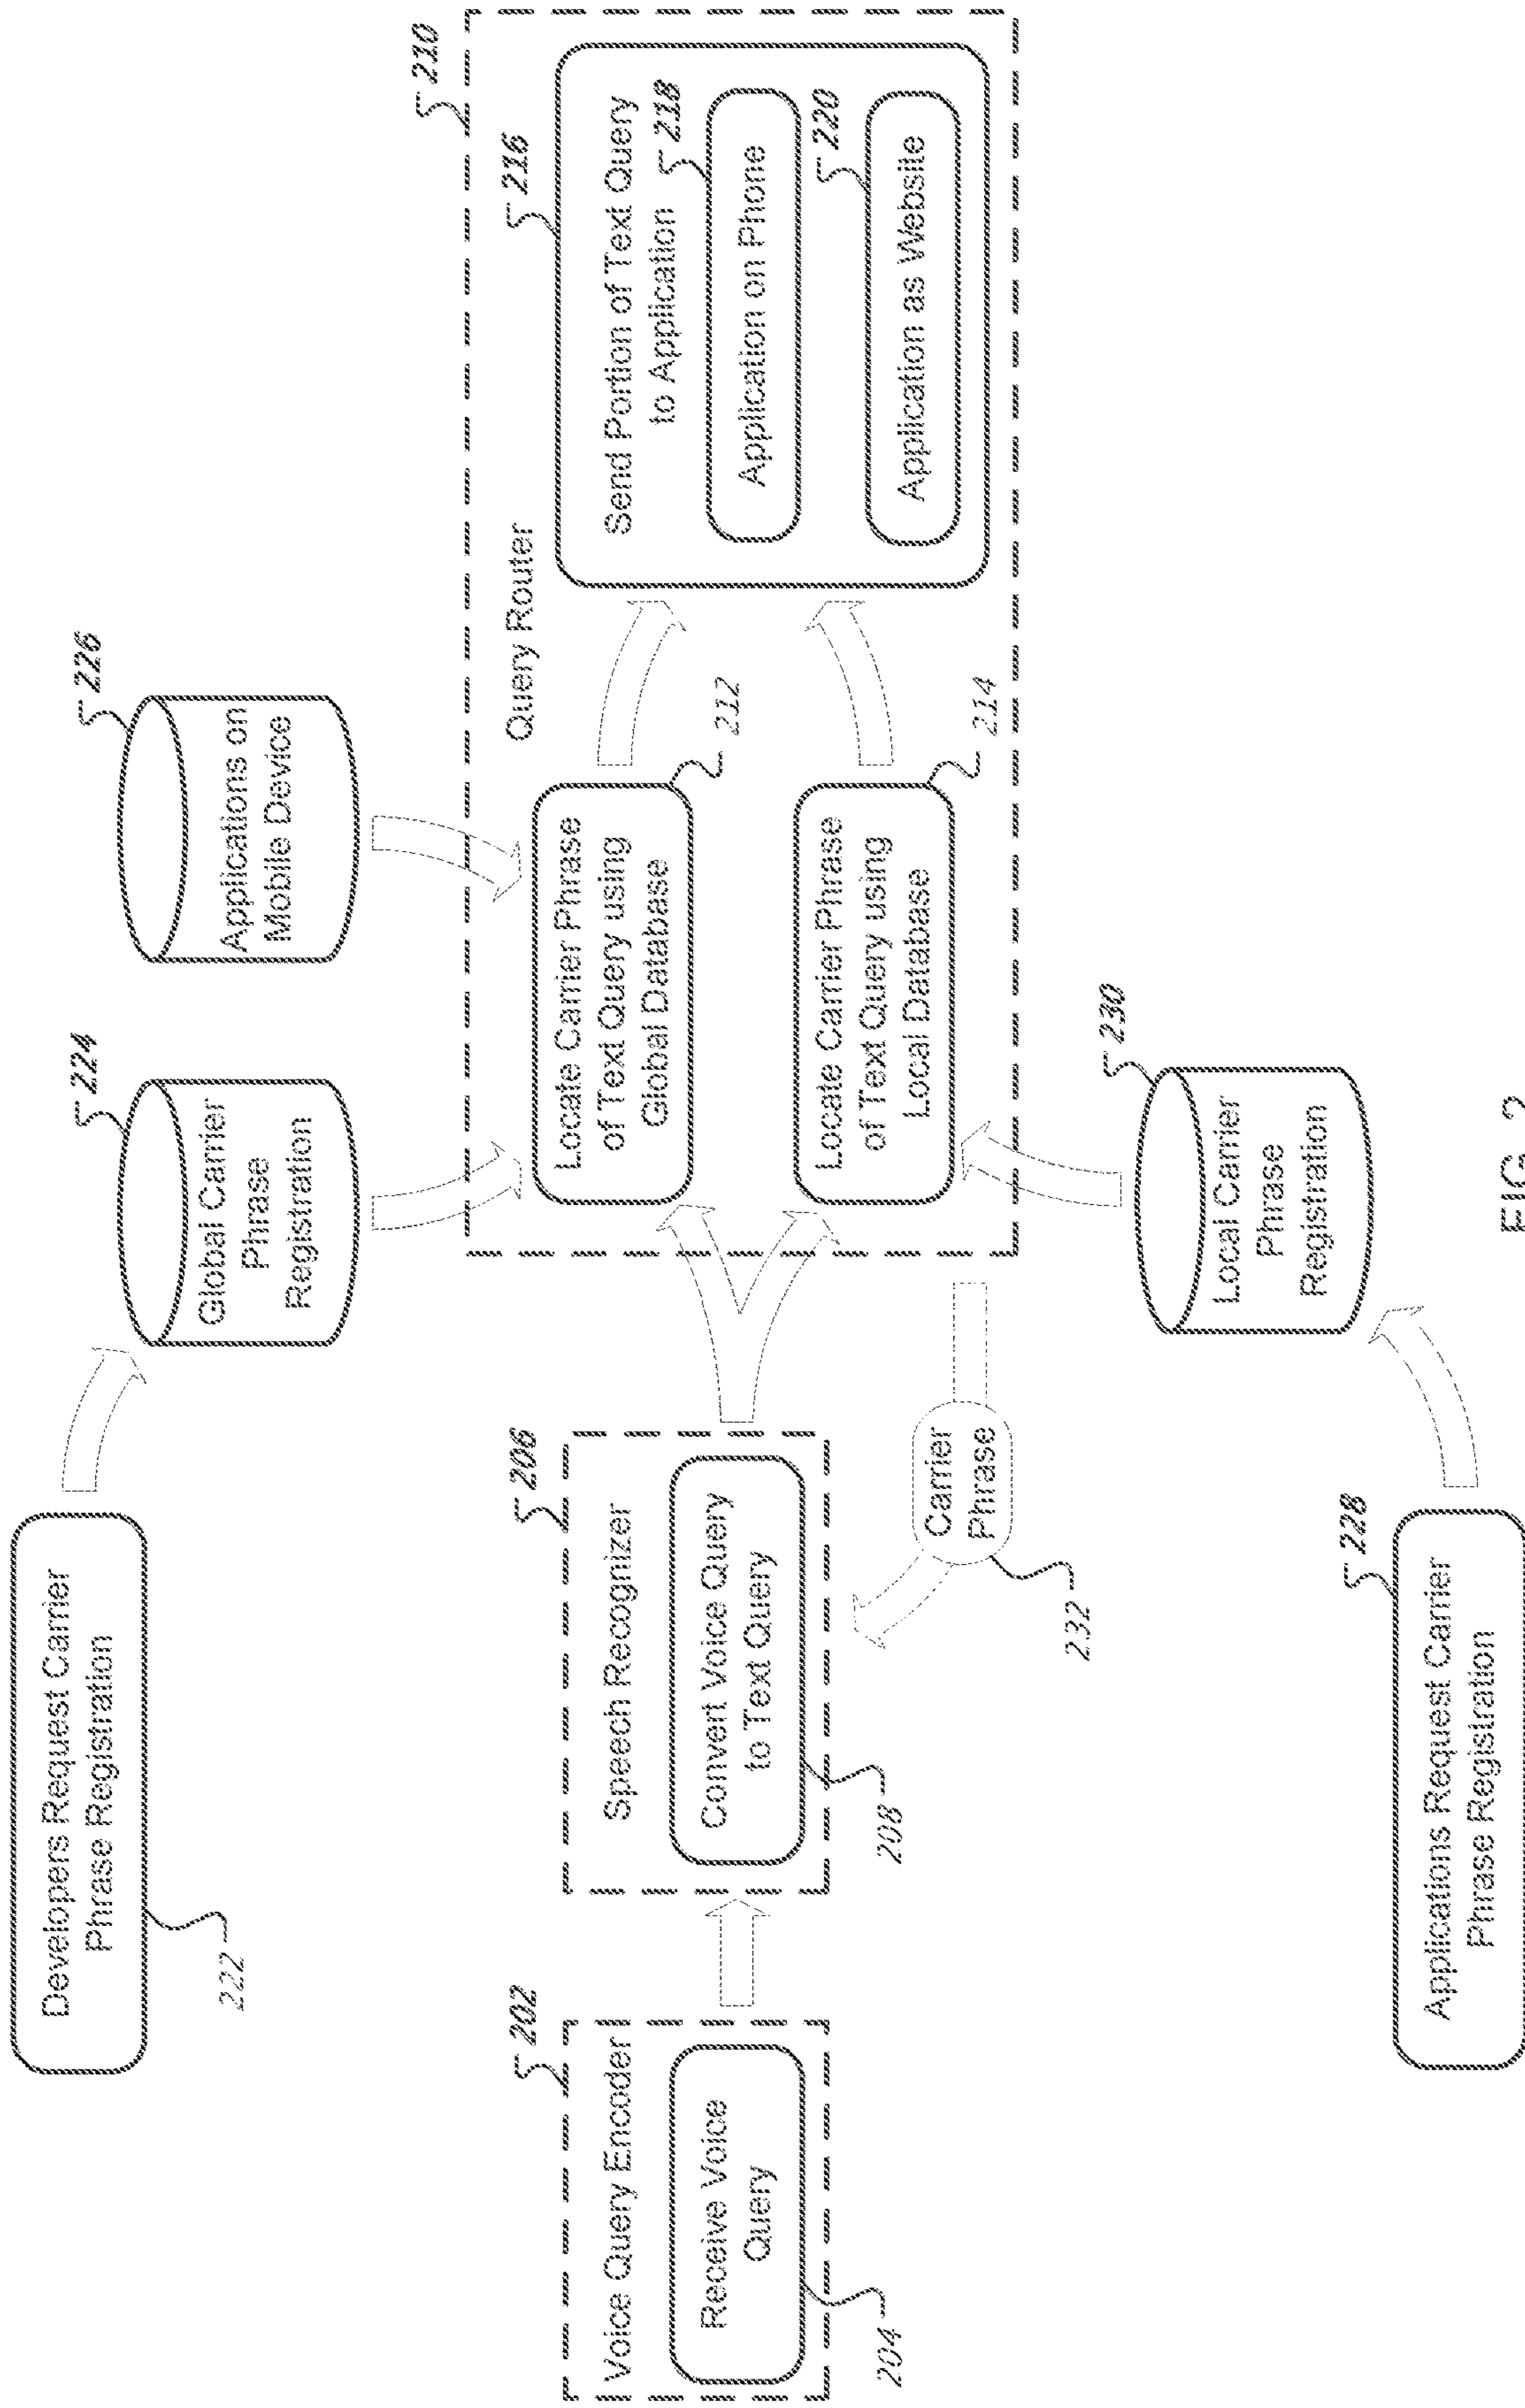 Developers Request Carrier
Phrase Registration
222
224
Global Carrier
Phrase
Registration
226
Applications on
Mobile Device
202
Voice Query Encoder
Receive Voice
Query
204
206
Speech Recognizer
Convert Voice Query
to Text Query
208
Carrier
Phrase
232
210
Query Router
Locate Carrier Phrase
of Text Query using
Global Database
212
Locate Carrier Phrase
of Text Query using
Local Database
214
216
Send Portion of Text Query
to Application
218
Application on Phone
220
Application as Website
228
Applications Request Carrier
Phrase Registration
230
Local Carrier
Phrase
Registration
FIG. 2